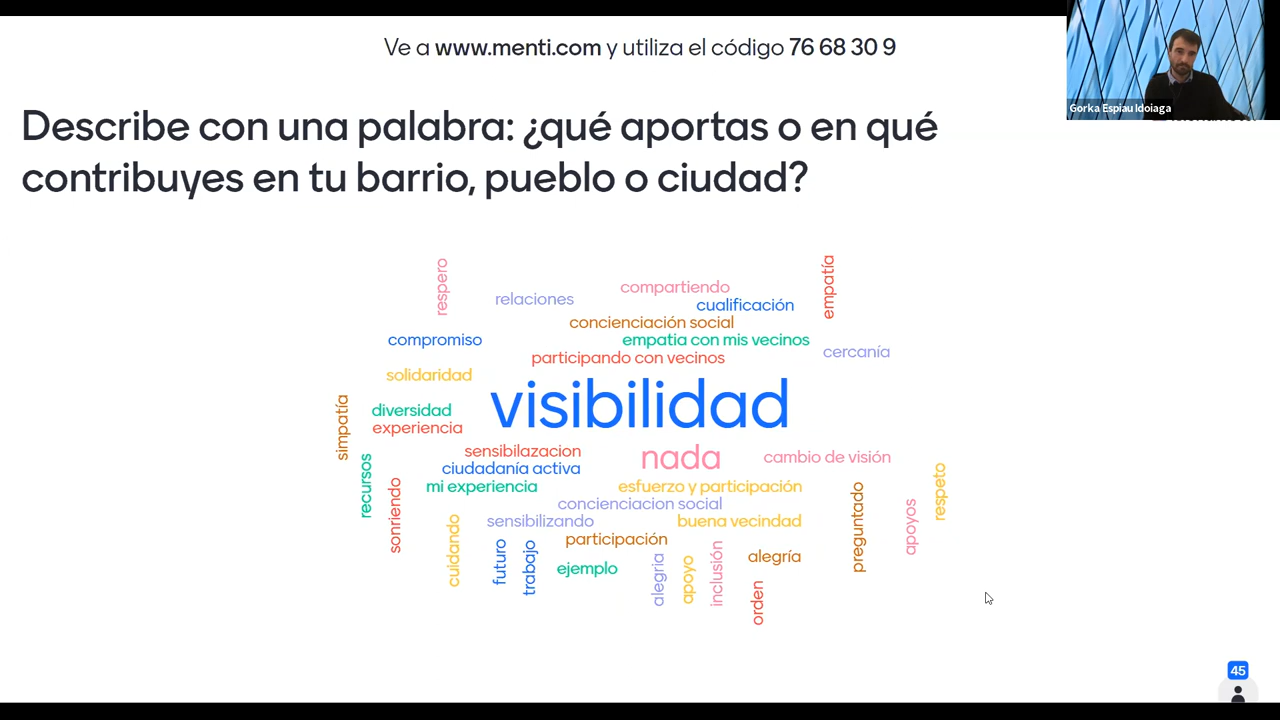 Ve a www.menti.com y utiliza el código 76 68 30 9
Gorka Espiau Idoiaga
Describe con una palabra: ¿qué aportas o en qué
contribuyes en tu barrio, pueblo o ciudad?
respero
relaciones
compartiendo
cualificación
empatía
concienciación social
compromiso
empatia con mis vecinos
cercanía
participando con vecinos
solidaridad
visibilidad
simpatía
diversidad
experiencia
sensibilazacion
nada
cambio de visión
recursos
ciudadanía activa
sonriendo
mi experiencia
esfuerzo y participación
preguntado
respeto
concienciacion social
apoyos
cuidando
sensibilizando
buena vecindad
futuro
trabajo
participación
ejemplo
alegria
apoyo
inclusión
alegría
orden
45